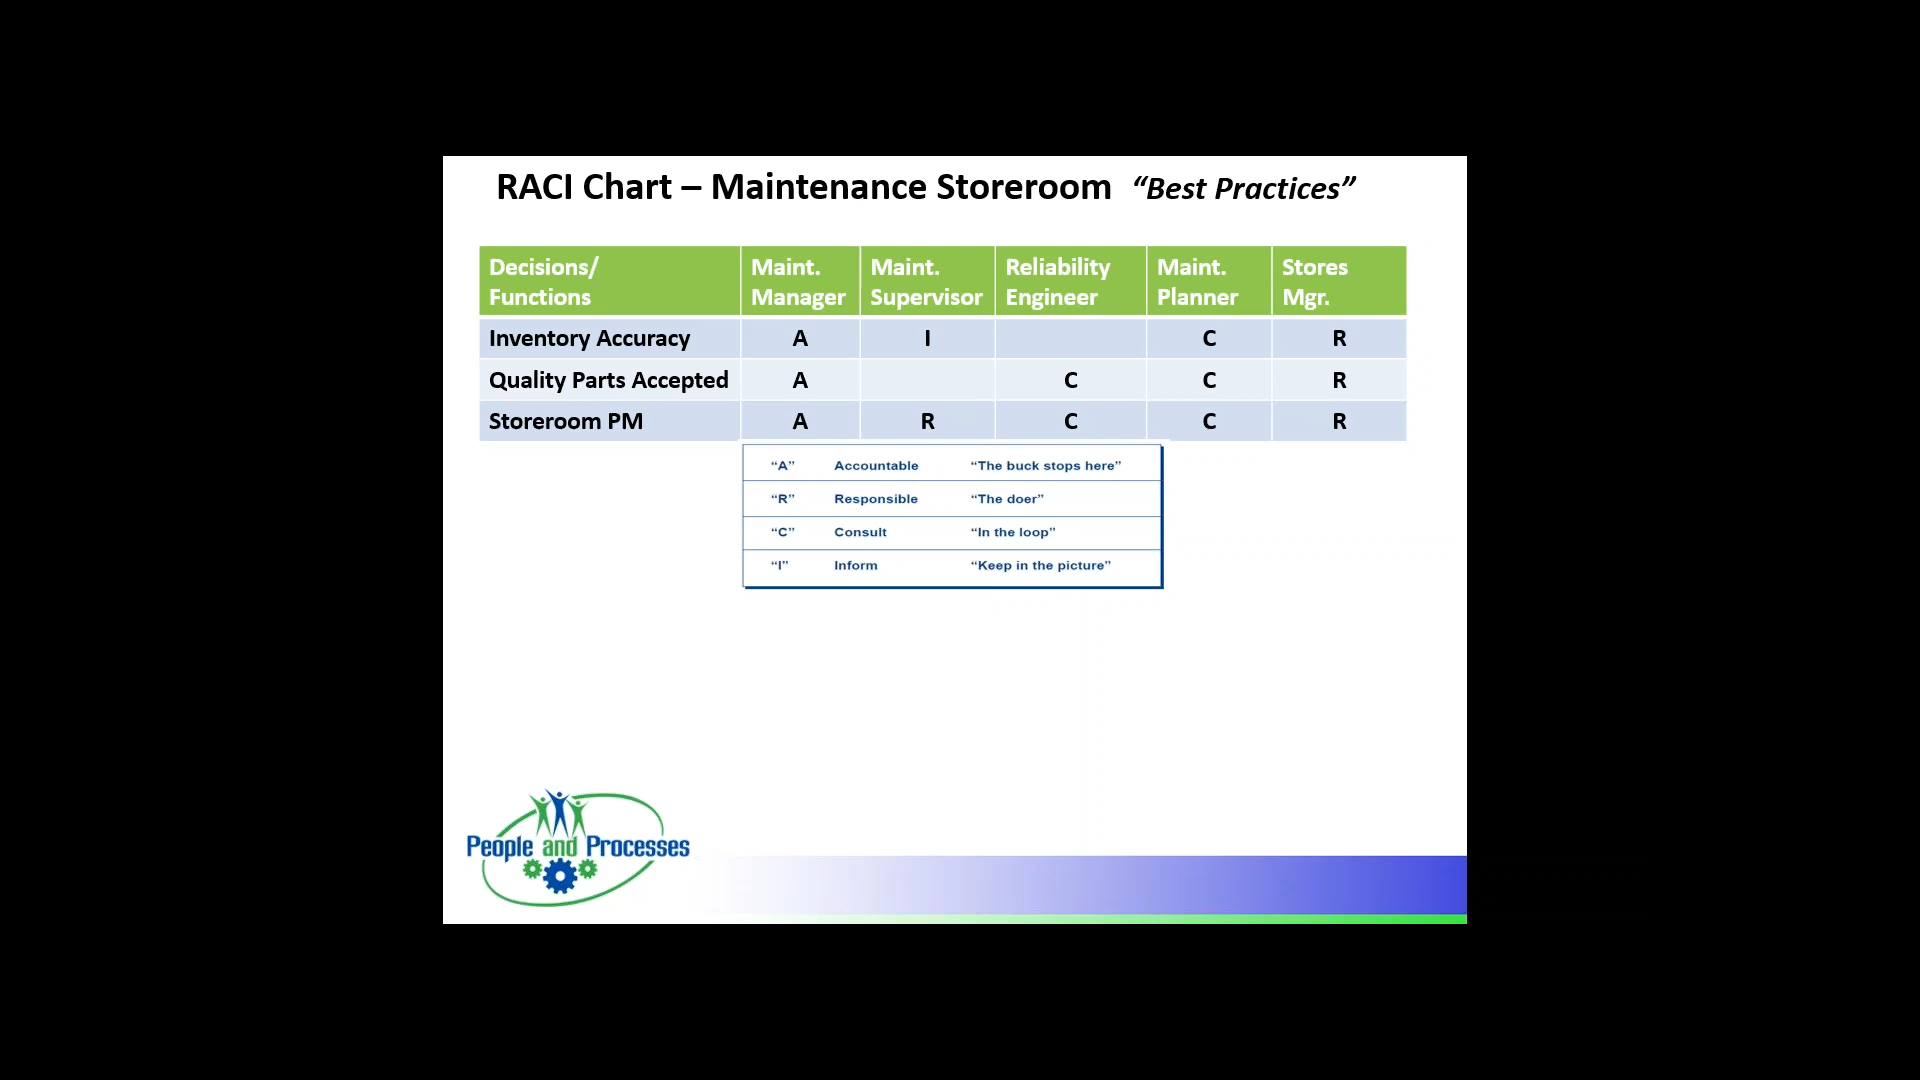 RACI Chart – Maintenance Storeroom “Best Practices”
Decisions/ Functions Maint. Manager Maint. Supervisor Reliability Engineer Maint. Planner Stores Mgr.
Inventory Accuracy A I C R
Quality Parts Accepted A C C R
Storeroom PM A R C C R
“A” Accountable “The buck stops here”
“R” Responsible “The doer”
“C” Consult “In the loop”
“I” Inform “Keep in the picture”
People and Processes